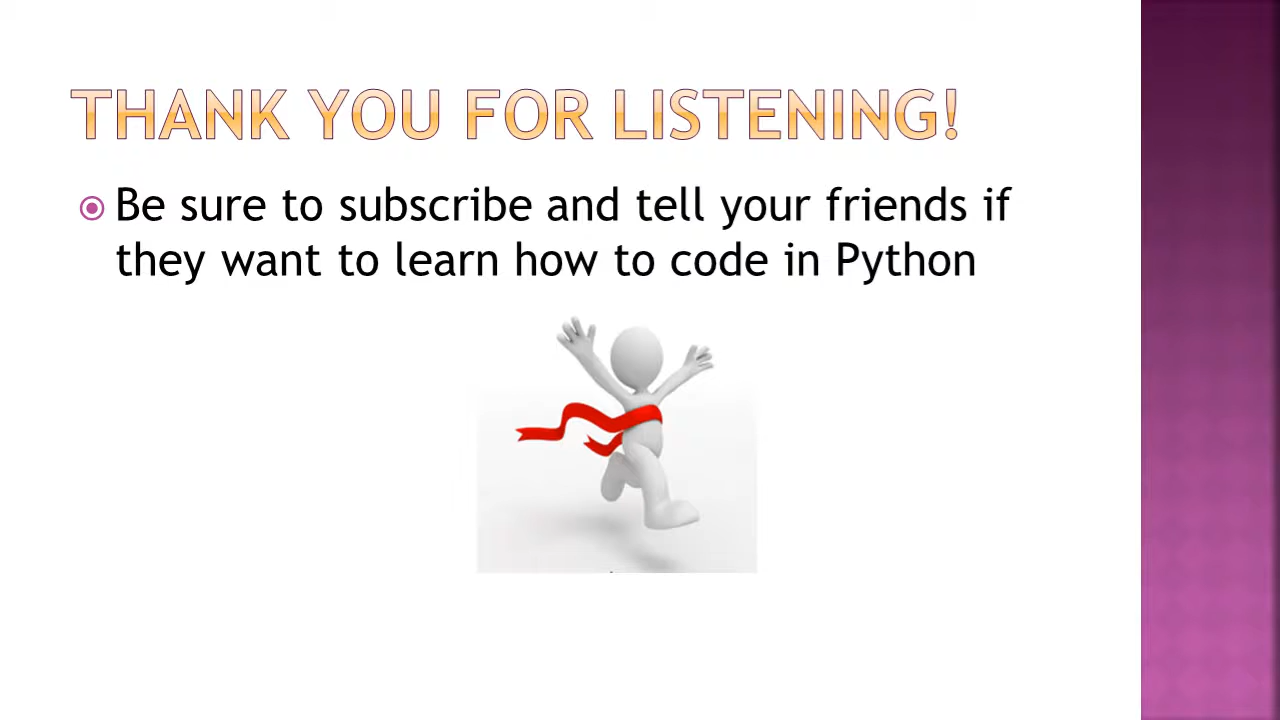 THANK YOU FOR LISTENING!
Be sure to subscribe and tell your friends if
they want to learn how to code in Python